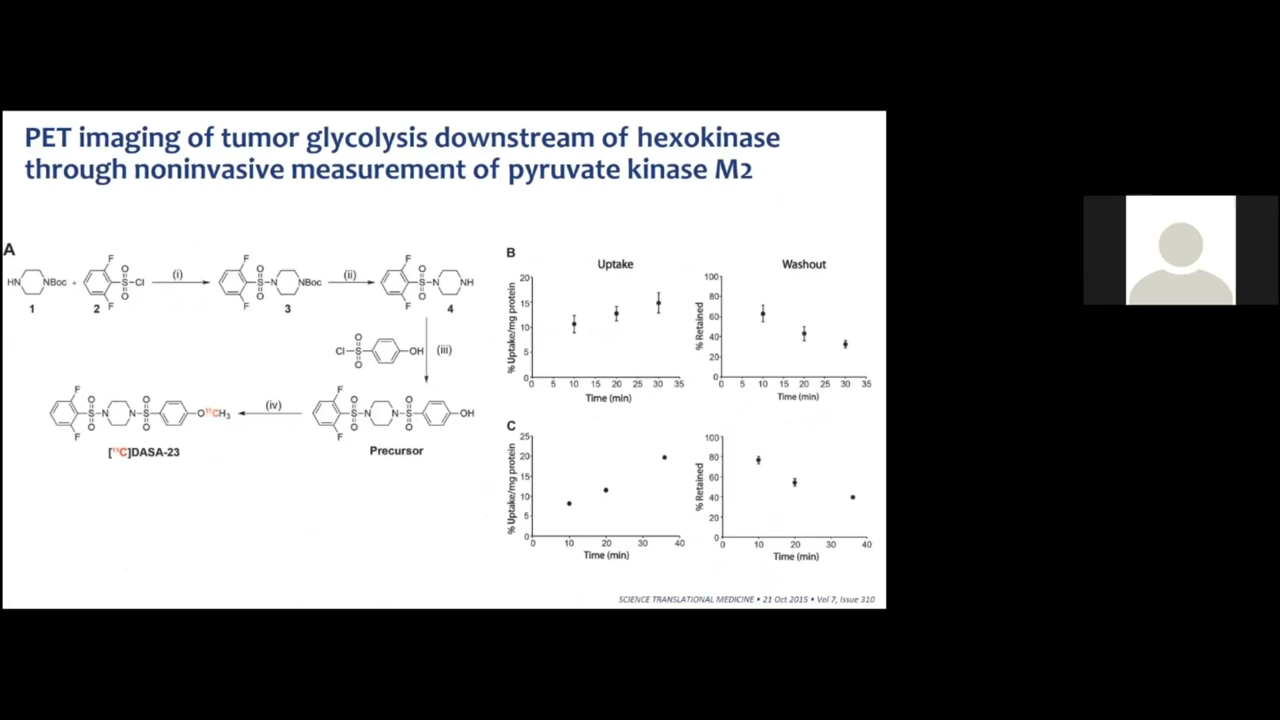 PET imaging of tumor glycolysis downstream of hexokinase
through noninvasive measurement of pyruvate kinase M2
A
HN NBoc + F F O S O Cl (i) F F O S O N NBoc (ii) F F O S O N NH
1 2 3 4
Cl O S O OH (iii)
F F O S O N N O S O O¹¹CH₃ (iv) F F O S O N N O S O OH
[¹¹C]DASA-23 Precursor
B
Uptake
% Uptake/mg protein
20
15
10
5
0
0 5 10 15 20 25 30 35
Time (min)
Washout
% Retained
100
80
60
40
20
0
0 5 10 15 20 25 30 35
Time (min)
C
% Uptake/mg protein
25
20
15
10
5
0
0 10 20 30 40
Time (min)
% Retained
100
80
60
40
20
0
0 10 20 30 40
Time (min)
SCIENCE TRANSLATIONAL MEDICINE • 21 Oct 2015 • Vol 7, Issue 310